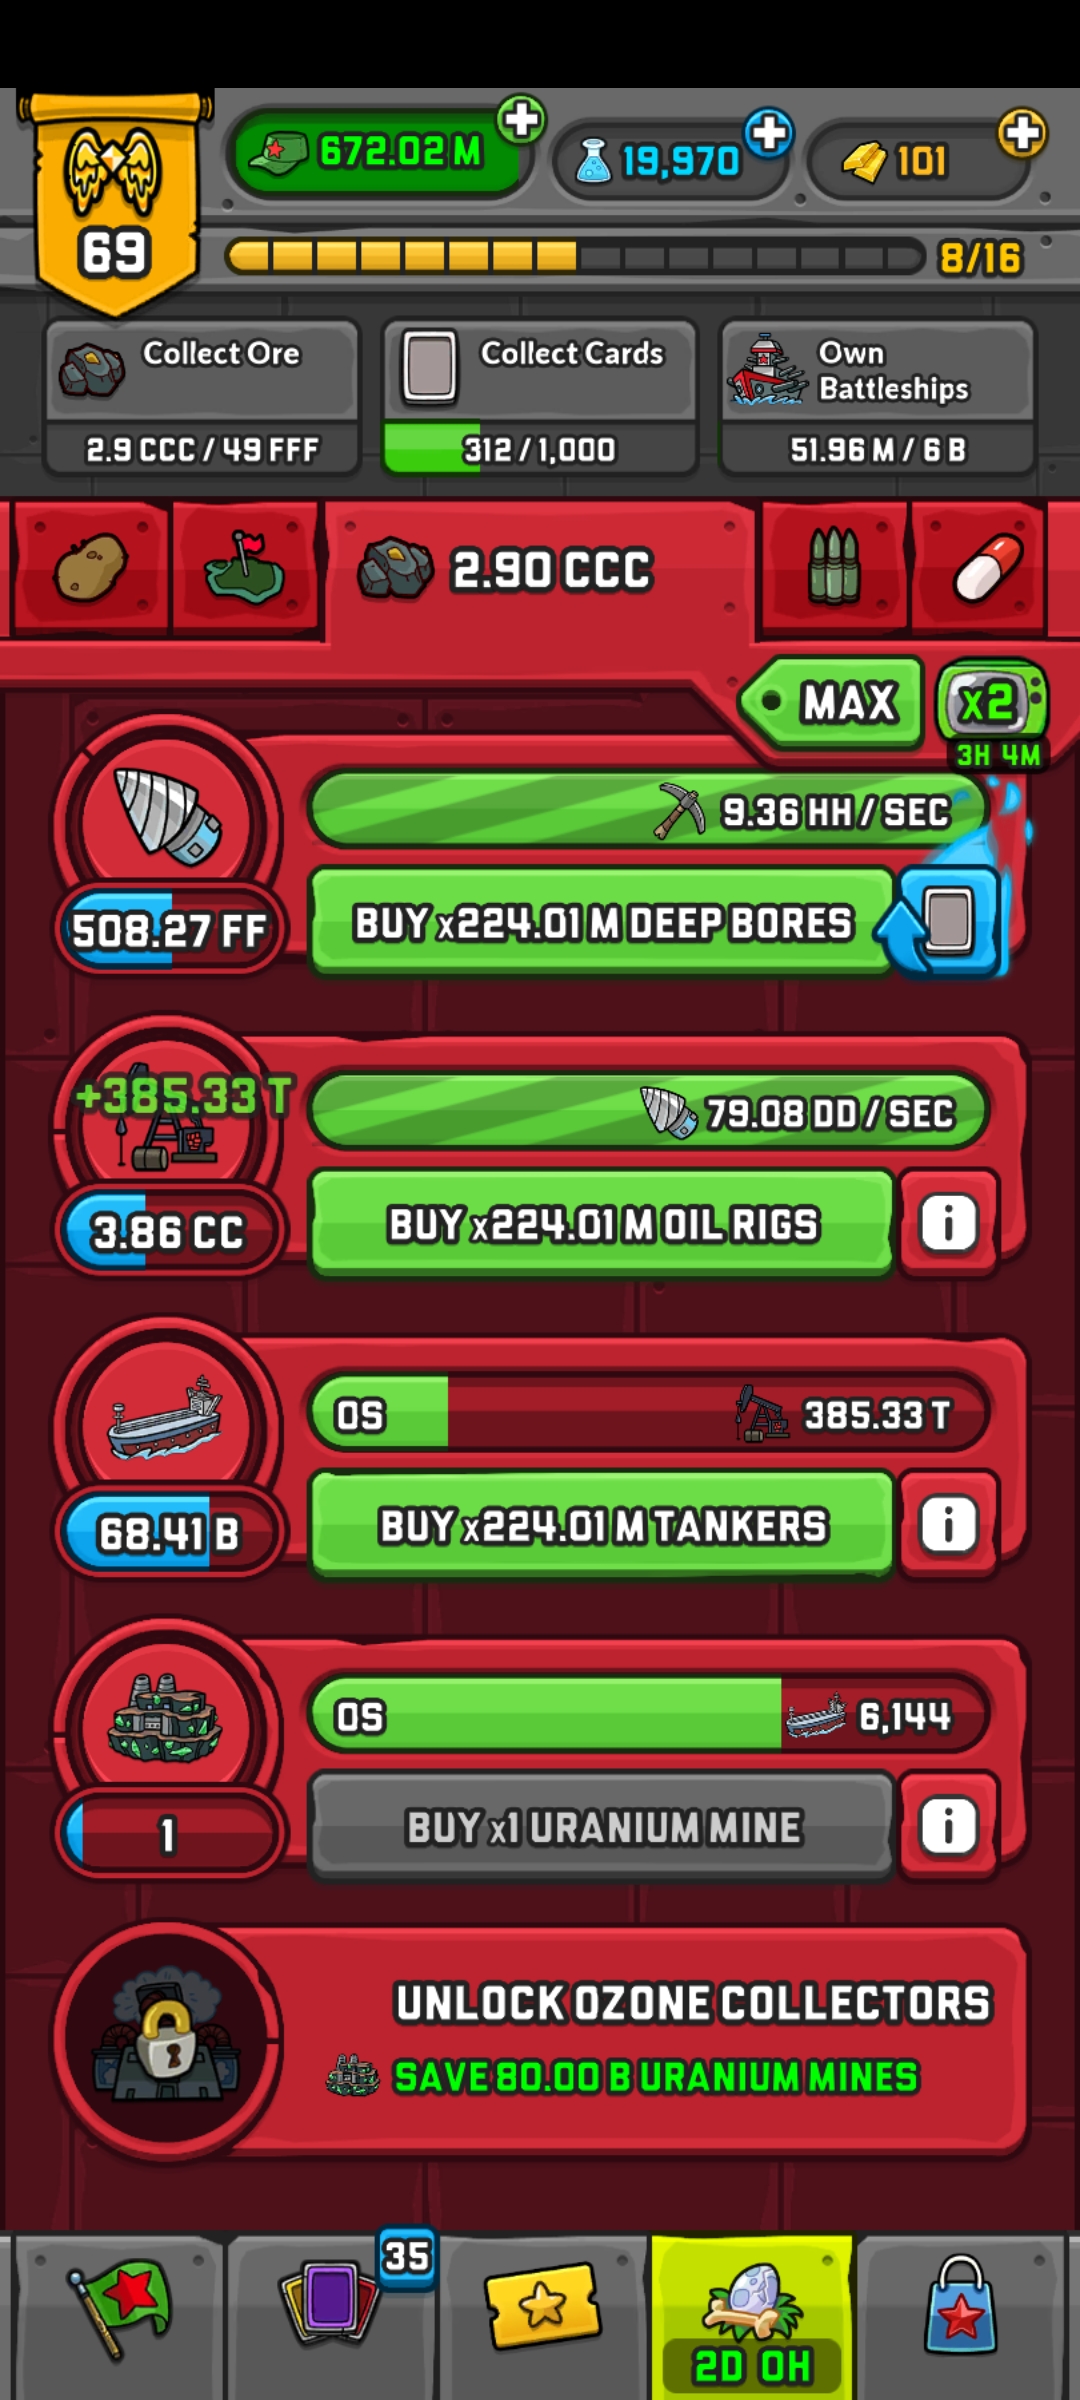 672.02 M
19,970
101
69
8/16
Collect Ore
2.9 CCC / 49 FFF
Collect Cards
312 / 1,000
Own
Battleships
51.96 M / 6 B
2.90 CCC
MAX
x2
3H 4M
9.36 HH / SEC
508.27 FF
BUY x224.01 M DEEP BORES
+385.33 T
79.08 DD / SEC
3.86 CC
BUY x224.01 M OIL RIGS
0S
385.33 T
68.41 B
BUY x224.01 M TANKERS
0S
6,144
1
BUY x1 URANIUM MINE
UNLOCK OZONE COLLECTORS
SAVE 80.00 B URANIUM MINES
35
2D 0H